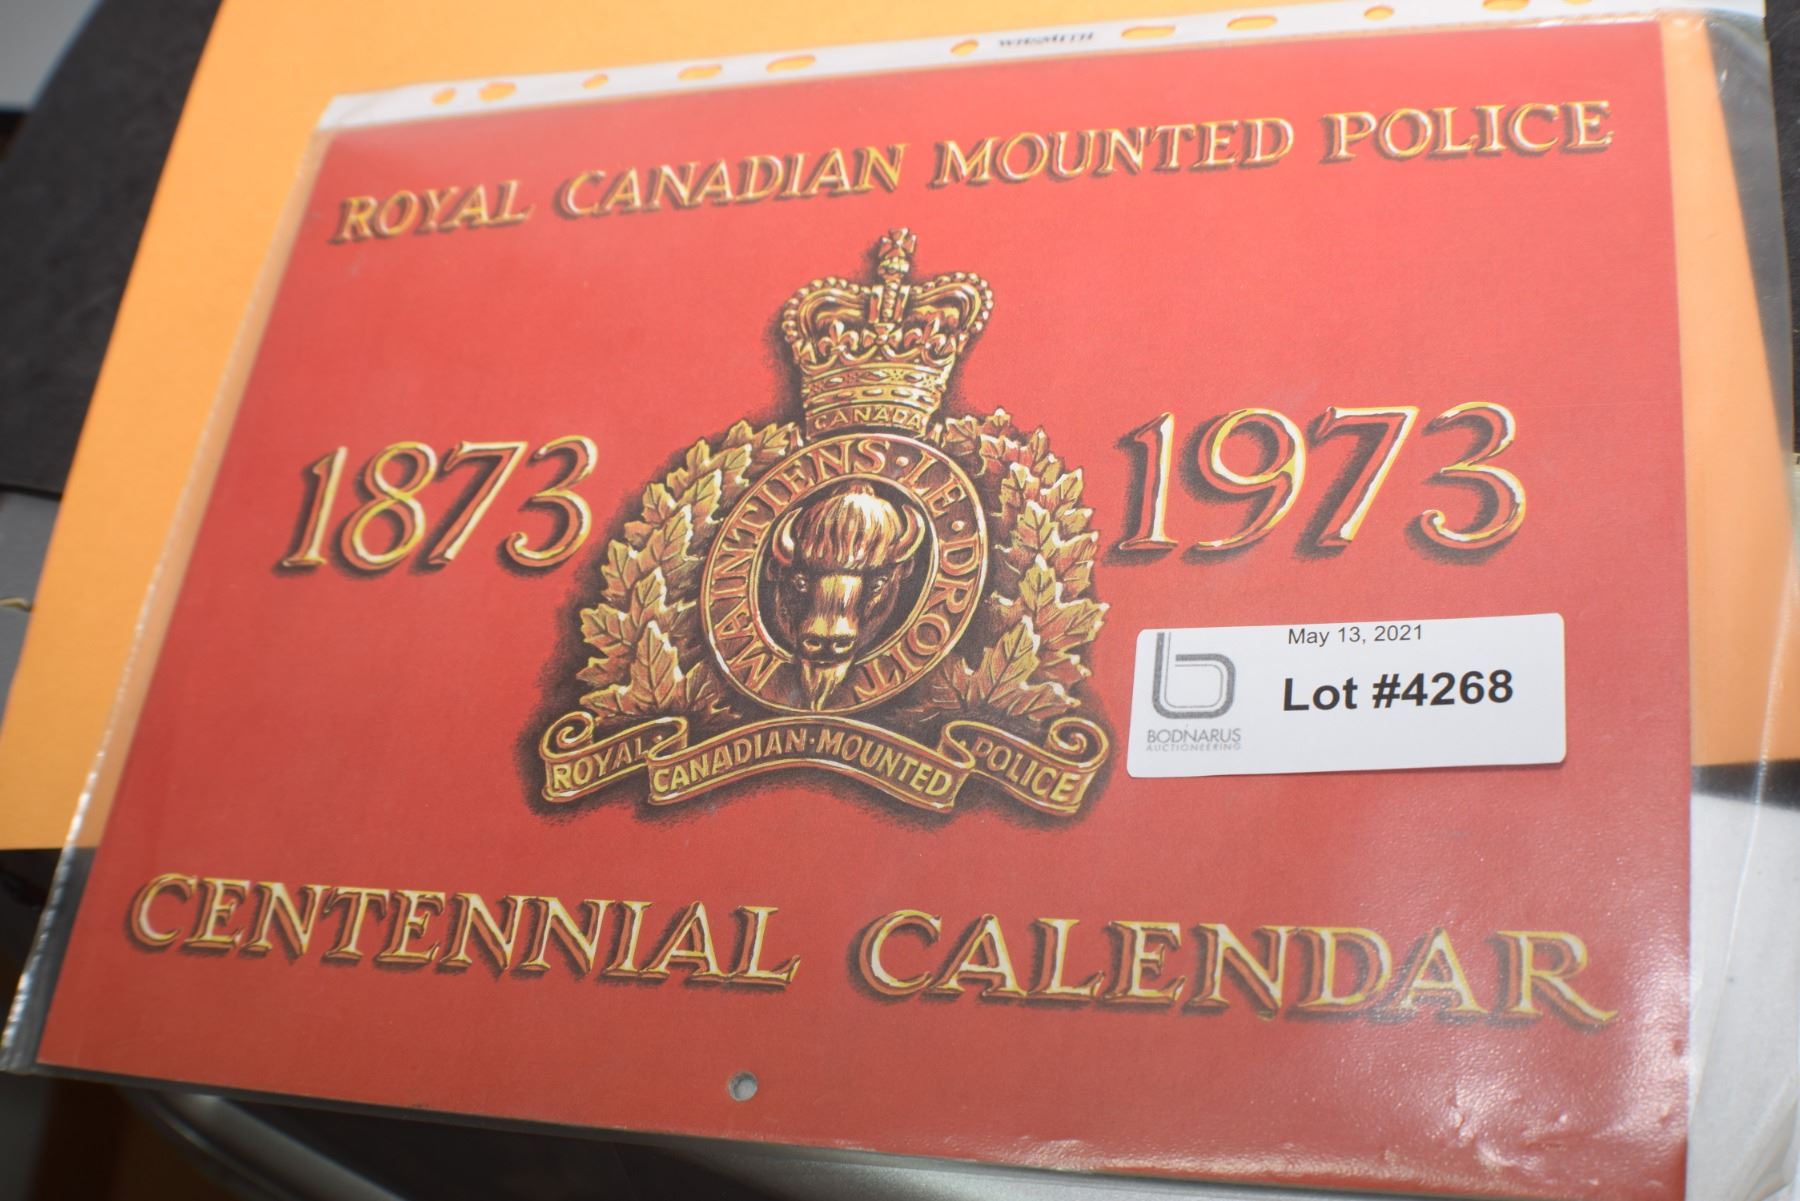 ROYAL CANADIAN MOUNTED POLICE
CANADA
1873
MAINTIENS·LE·DROIT
1973
ROYAL·CANADIAN·MOUNTED POLICE
CENTENNIAL CALENDAR
May 13, 2021
Lot #4268
BODNARUS
AUCTIONEERING